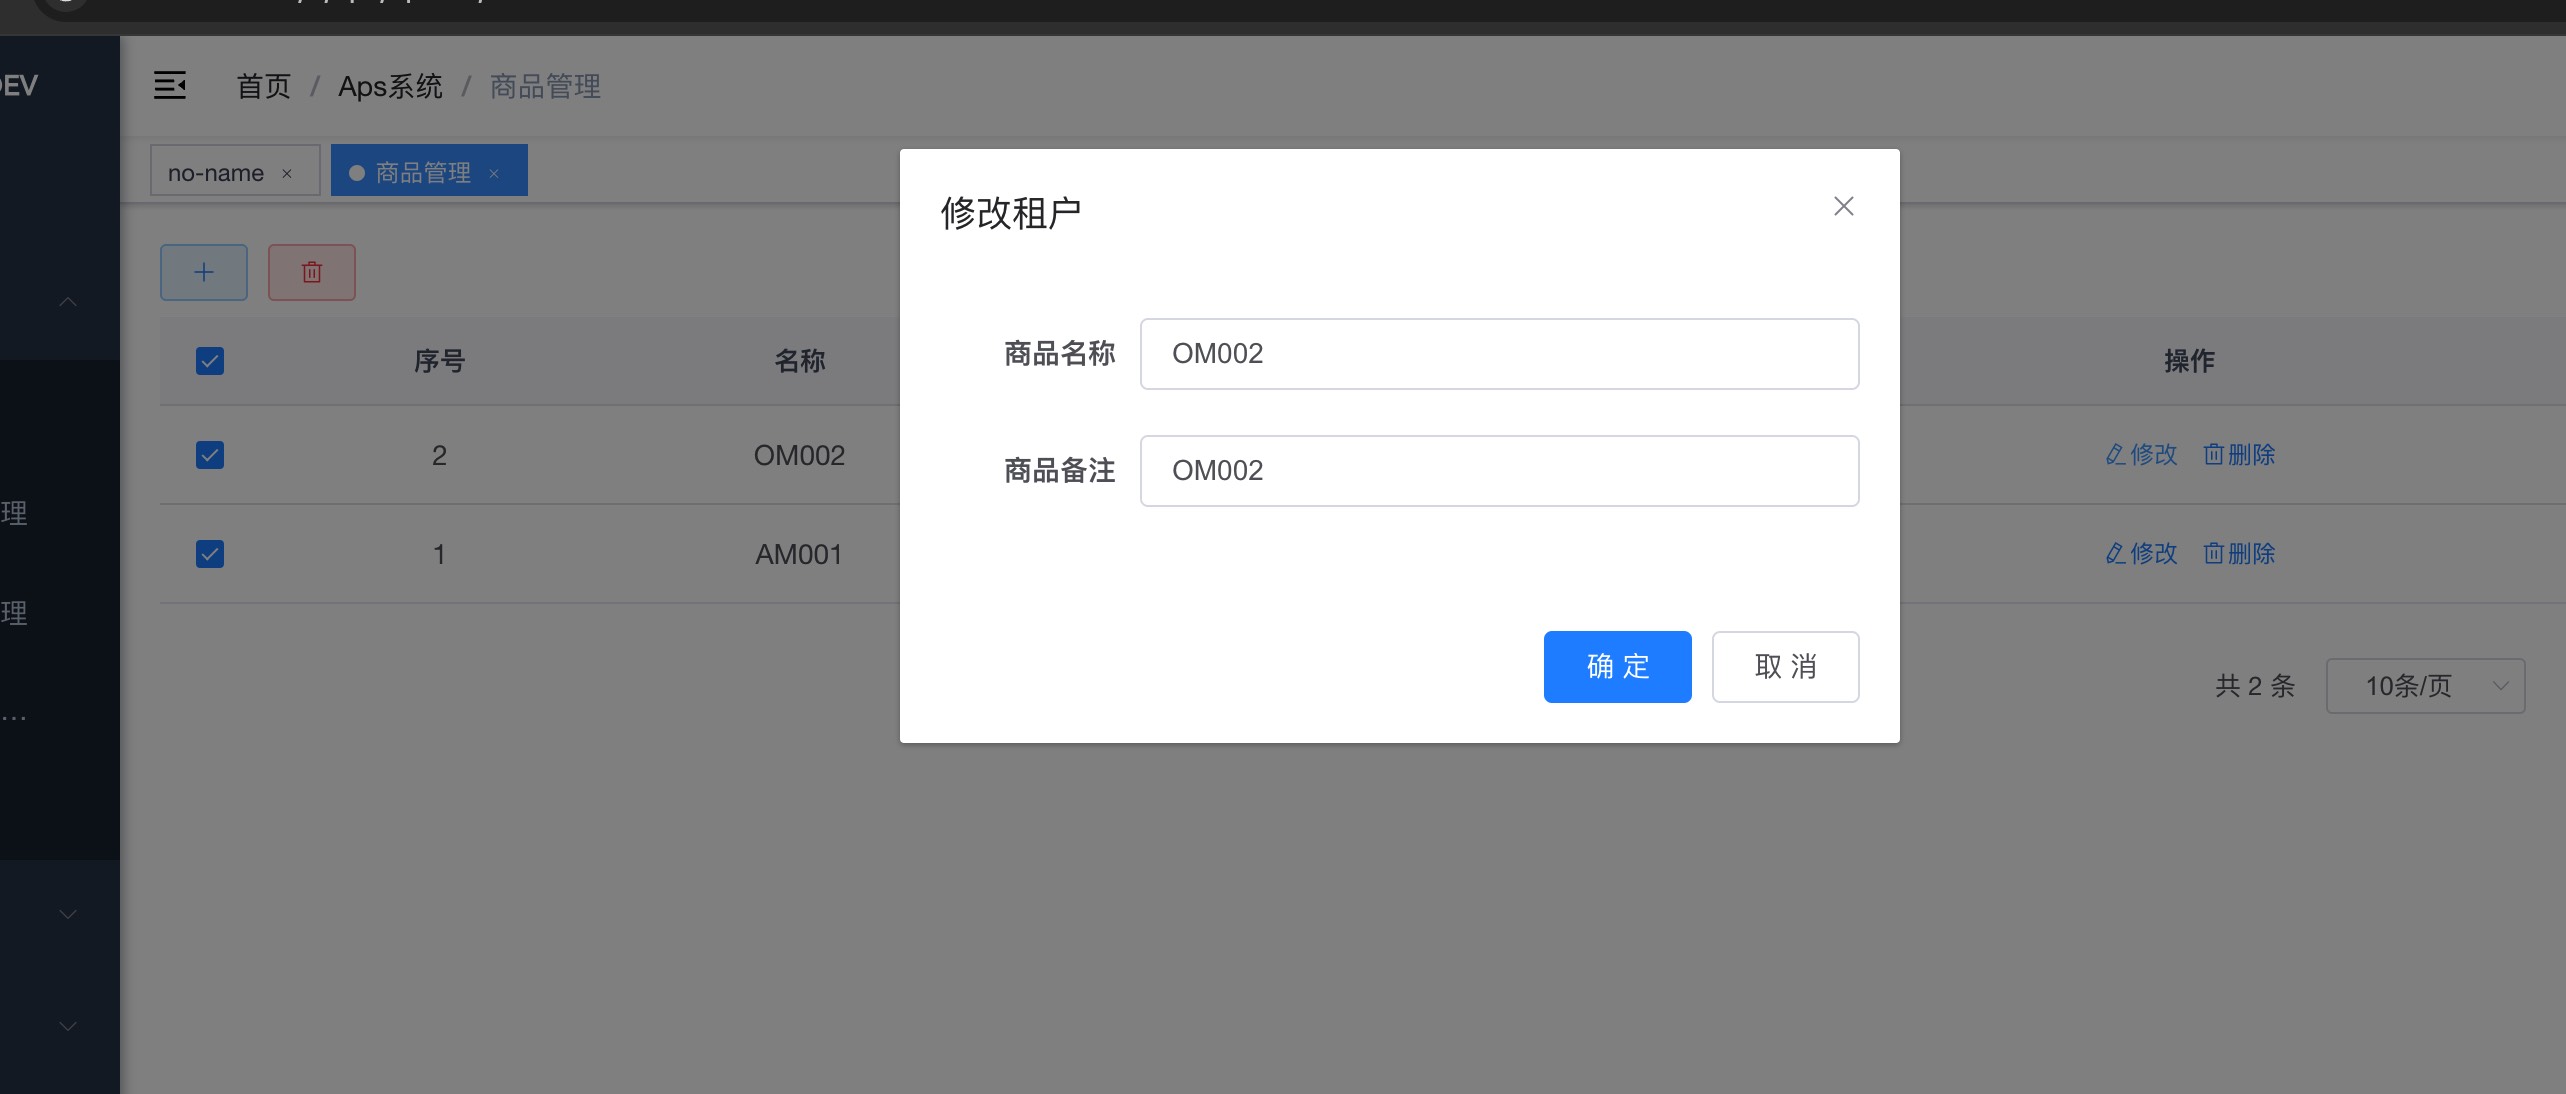 DEV
首页 / Aps系统 / 商品管理
no-name ×
商品管理 ×
修改租户
序号
名称
操作
商品名称
OM002
2
OM002
修改
删除
商品备注
OM002
理
1
AM001
修改
删除
理
确 定
取 消
共 2 条
10条/页
...